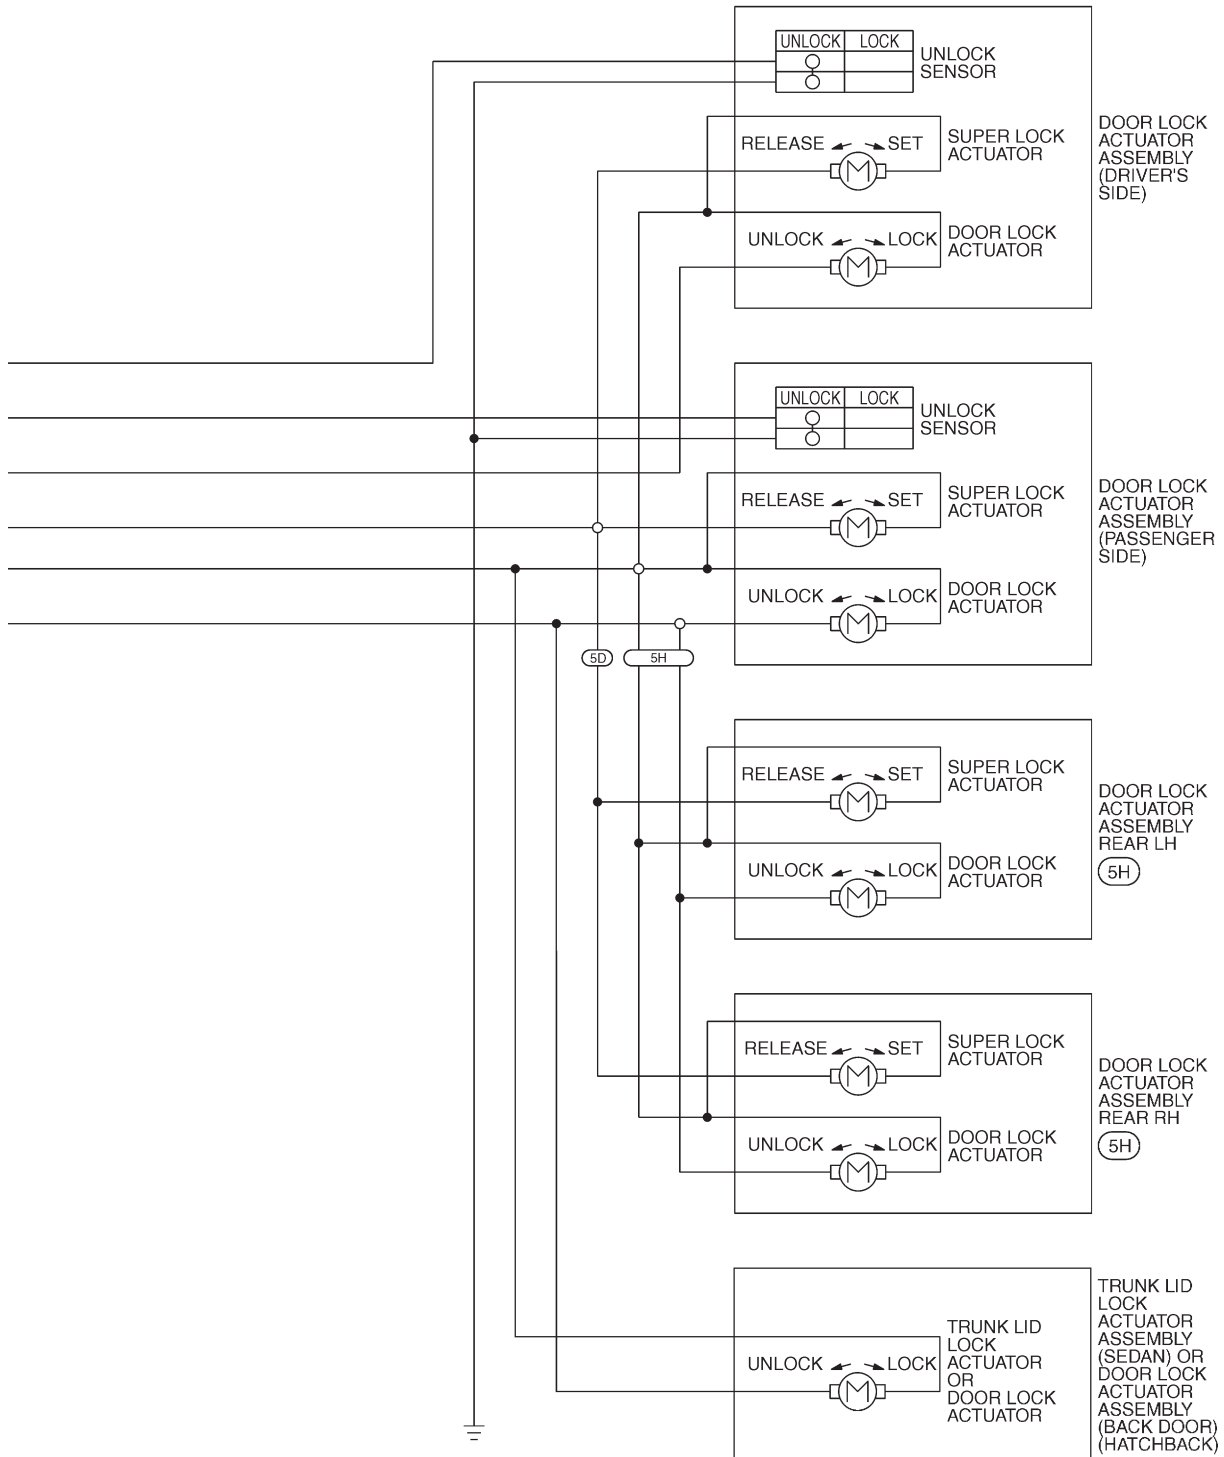 UNLOCK LOCK
UNLOCK
SENSOR
RELEASE SET
SUPER LOCK
ACTUATOR
UNLOCK LOCK
DOOR LOCK
ACTUATOR
DOOR LOCK
ACTUATOR
ASSEMBLY
(DRIVER'S
SIDE)
UNLOCK LOCK
UNLOCK
SENSOR
RELEASE SET
SUPER LOCK
ACTUATOR
UNLOCK LOCK
DOOR LOCK
ACTUATOR
DOOR LOCK
ACTUATOR
ASSEMBLY
(PASSENGER
SIDE)
M
M
M
M
5D
5H
RELEASE SET
M
SUPER LOCK
ACTUATOR
UNLOCK LOCK
M
DOOR LOCK
ACTUATOR
DOOR LOCK
ACTUATOR
ASSEMBLY
REAR LH
5H
RELEASE SET
M
SUPER LOCK
ACTUATOR
UNLOCK LOCK
M
DOOR LOCK
ACTUATOR
DOOR LOCK
ACTUATOR
ASSEMBLY
REAR RH
5H
UNLOCK LOCK
M
TRUNK LID
LOCK
ACTUATOR
OR
DOOR LOCK
ACTUATOR
TRUNK LID
LOCK
ACTUATOR
ASSEMBLY
(SEDAN) OR
DOOR LOCK
ACTUATOR
ASSEMBLY
(BACK DOOR)
(HATCHBACK)